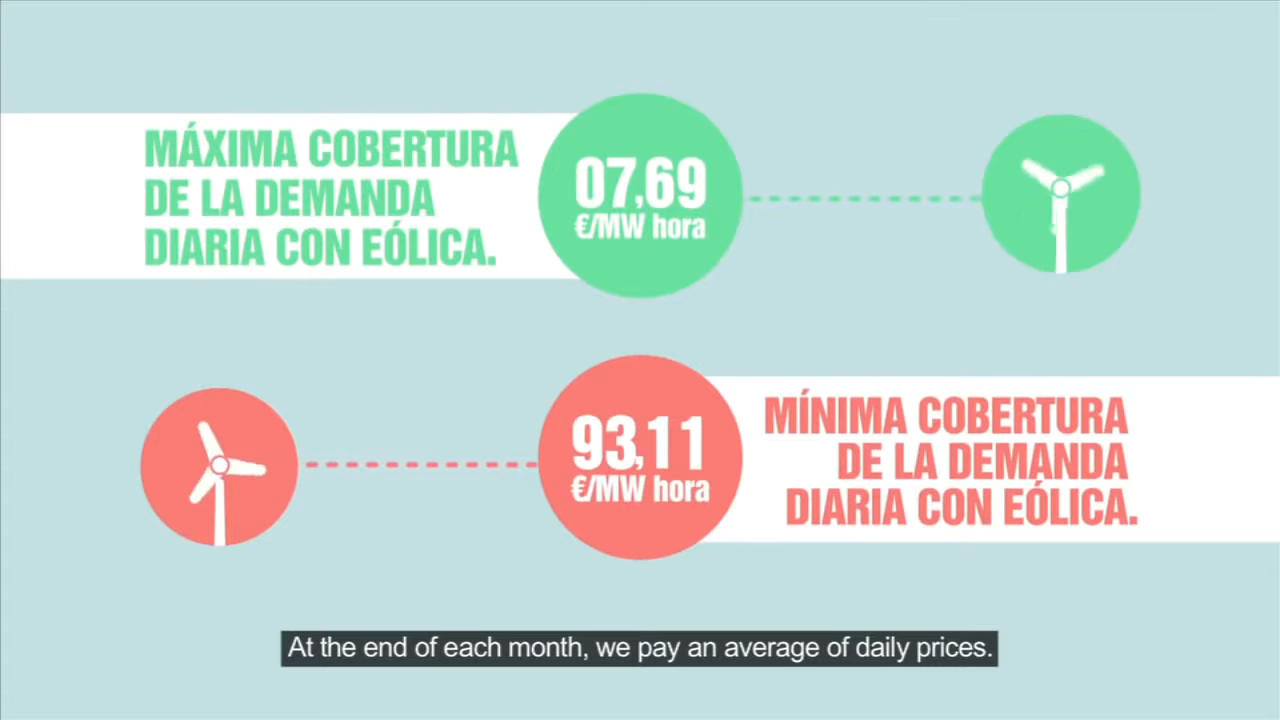 MÁXIMA COBERTURA
DE LA DEMANDA
DIARIA CON EÓLICA.
07,69
€/MW hora
93,11
€/MW hora
MÍNIMA COBERTURA
DE LA DEMANDA
DIARIA CON EÓLICA.
At the end of each month, we pay an average of daily prices.